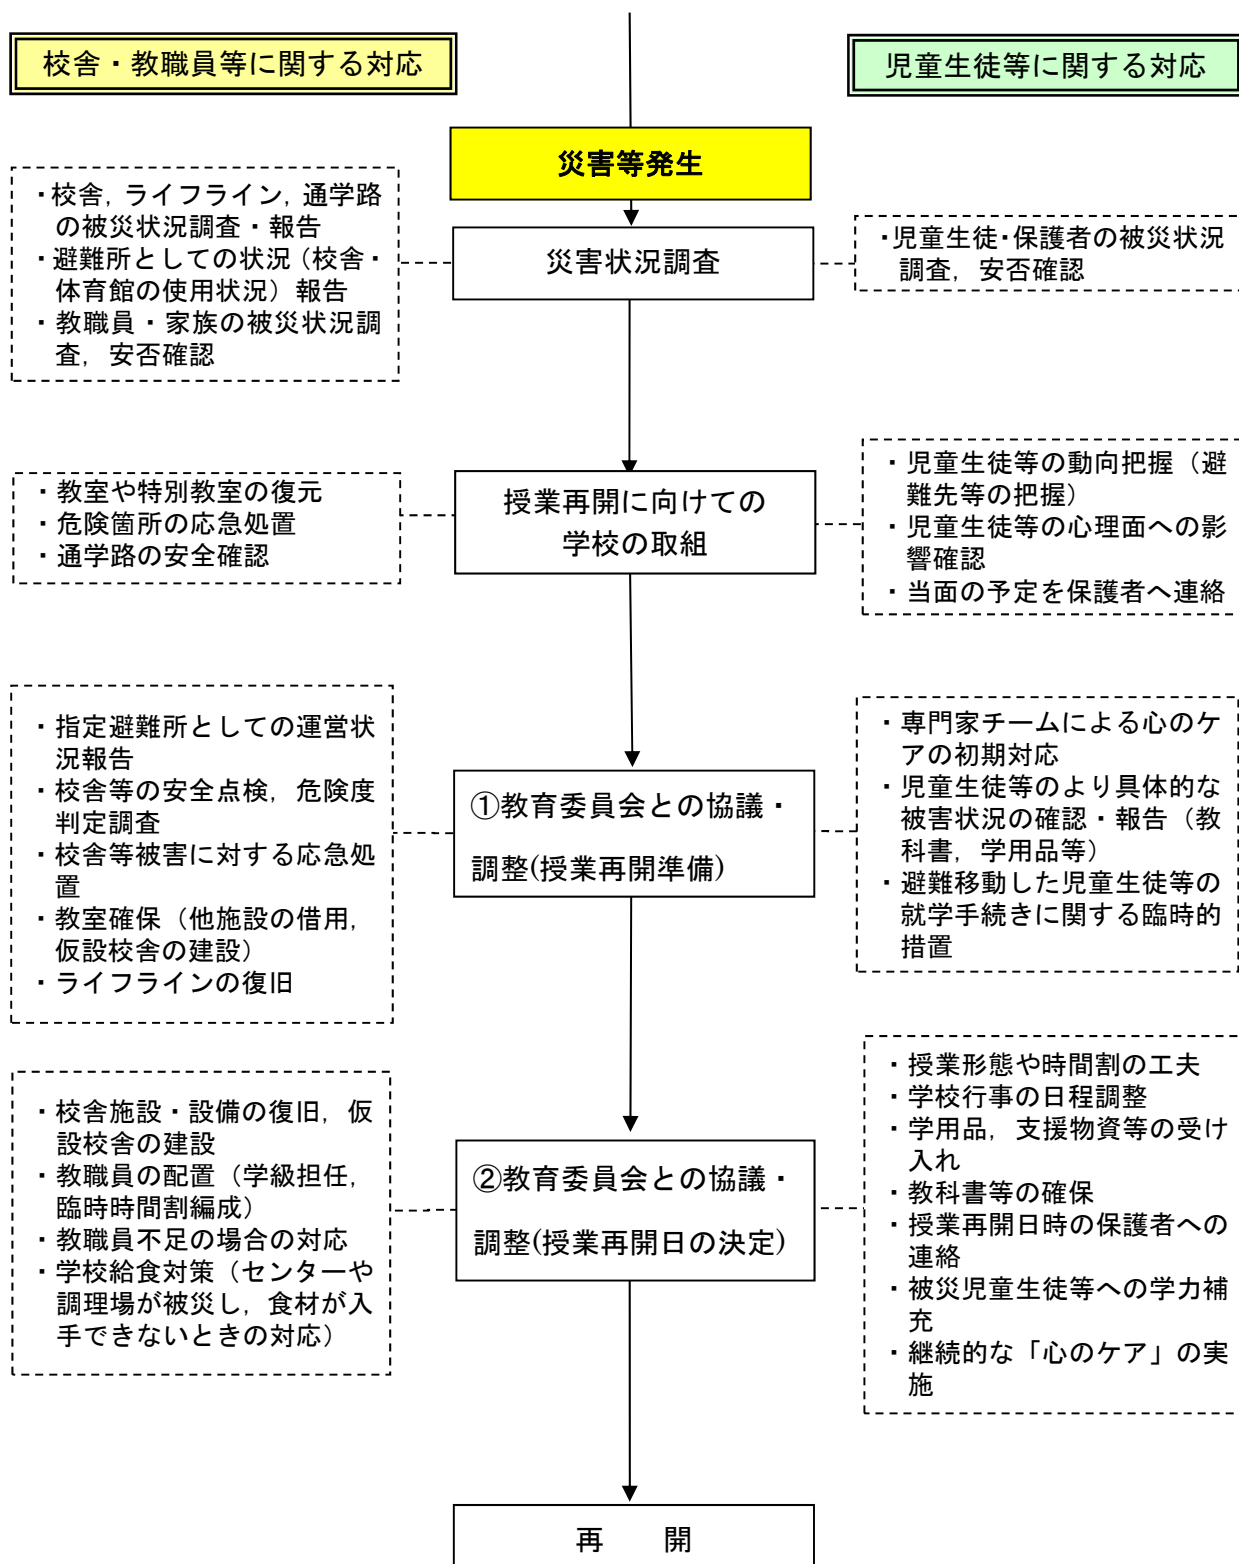 校舎・教職員等に関する対応
児童生徒等に関する対応
災害等発生
・校舎，ライフライン，通学路
の被災状況調査・報告
・避難所としての状況（校舎・
体育館の使用状況）報告
・教職員・家族の被災状況調
査，安否確認
災害状況調査
・児童生徒・保護者の被災状況
調査，安否確認
・教室や特別教室の復元
・危険箇所の応急処置
・通学路の安全確認
授業再開に向けての
学校の取組
・児童生徒等の動向把握（避
難先等の把握）
・児童生徒等の心理面への影
響確認
・当面の予定を保護者へ連絡
・指定避難所としての運営状
況報告
・校舎等の安全点検，危険度
判定調査
・校舎等被害に対する応急処
置
・教室確保（他施設の借用，
仮設校舎の建設）
・ライフラインの復旧
①教育委員会との協議・
調整(授業再開準備)
・専門家チームによる心のケ
アの初期対応
・児童生徒等のより具体的な
被害状況の確認・報告（教
科書，学用品等）
・避難移動した児童生徒等の
就学手続きに関する臨時的
措置
・校舎施設・設備の復旧，仮
設校舎の建設
・教職員の配置（学級担任，
臨時時間割編成）
・教職員不足の場合の対応
・学校給食対策（センターや
調理場が被災し，食材が入
手できないときの対応）
②教育委員会との協議・
調整(授業再開日の決定)
・授業形態や時間割の工夫
・学校行事の日程調整
・学用品，支援物資等の受け
入れ
・教科書等の確保
・授業再開日時の保護者への
連絡
・被災児童生徒等への学力補
充
・継続的な「心のケア」の実
施
再　　開